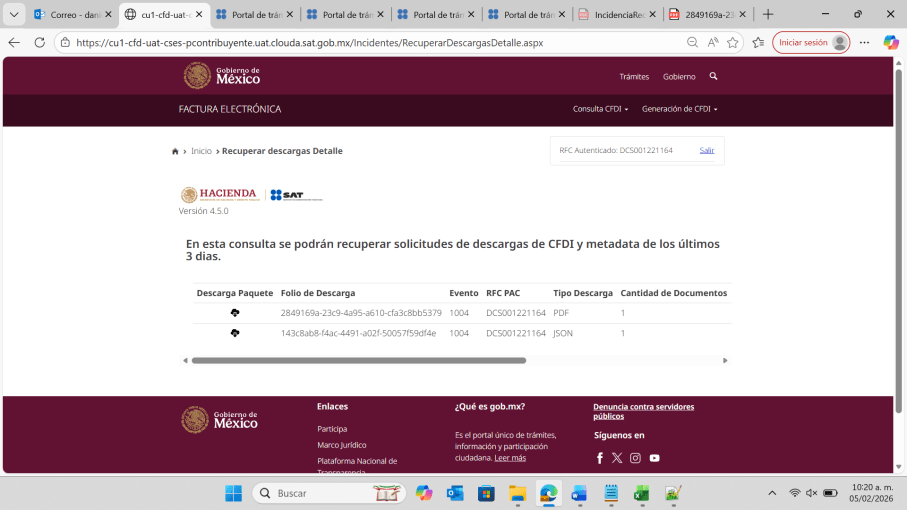 Correo - dani
cu1-cfd-uat-c
Portal de trán
Portal de trán
Portal de trán
Portal de trán
IncidenciaRec
2849169a-23
https://cu1-cfd-uat-cses-pcontribuyente.uat.clouda.sat.gob.mx/Incidentes/RecuperarDescargasDetalle.aspx
Iniciar sesión
Gobierno de
México
Trámites Gobierno
FACTURA ELECTRÓNICA
Consulta CFDI Generación de CFDI
Inicio Recuperar descargas Detalle
RFC Autenticado: DCS001221164 Salir
HACIENDA SAT
Versión 4.5.0
En esta consulta se podrán recuperar solicitudes de descargas de CFDI y metadata de los últimos
3 dias.
Descarga Paquete Folio de Descarga Evento RFC PAC Tipo Descarga Cantidad de Documentos
2849169a-23c9-4a95-a610-cfa3c8bb5379 1004 DCS001221164 PDF 1
143c8ab8-f4ac-4491-a02f-50057f59df4e 1004 DCS001221164 JSON 1
Gobierno de
México
Enlaces
Participa
Marco Jurídico
Plataforma Nacional de
Transparencia
¿Qué es gob.mx?
Es el portal único de trámites,
información y participación
ciudadana. Leer más
Denuncia contra servidores
públicos
Síguenos en
Buscar
10:20 a. m.
05/02/2026